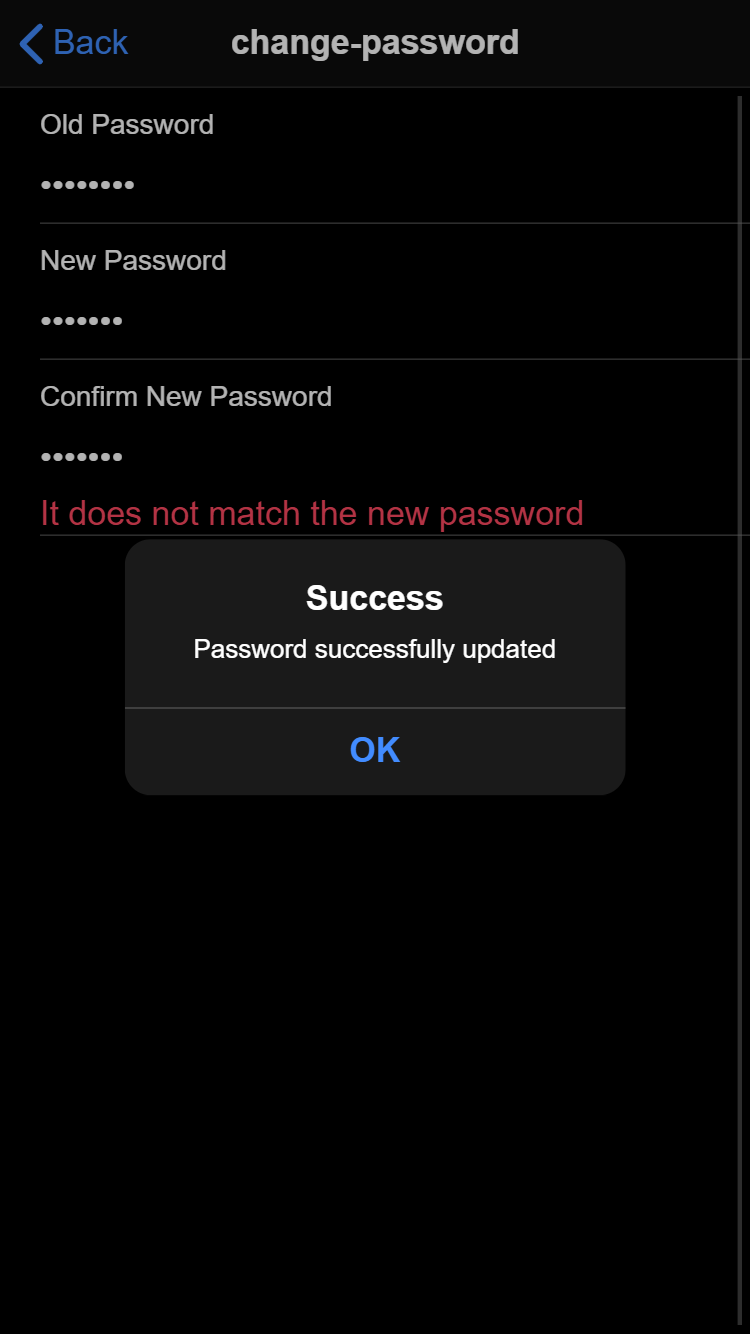 Back
change-password
Old Password
••••••••
New Password
•••••••
Confirm New Password
•••••••
It does not match the new password
Success
Password successfully updated
OK